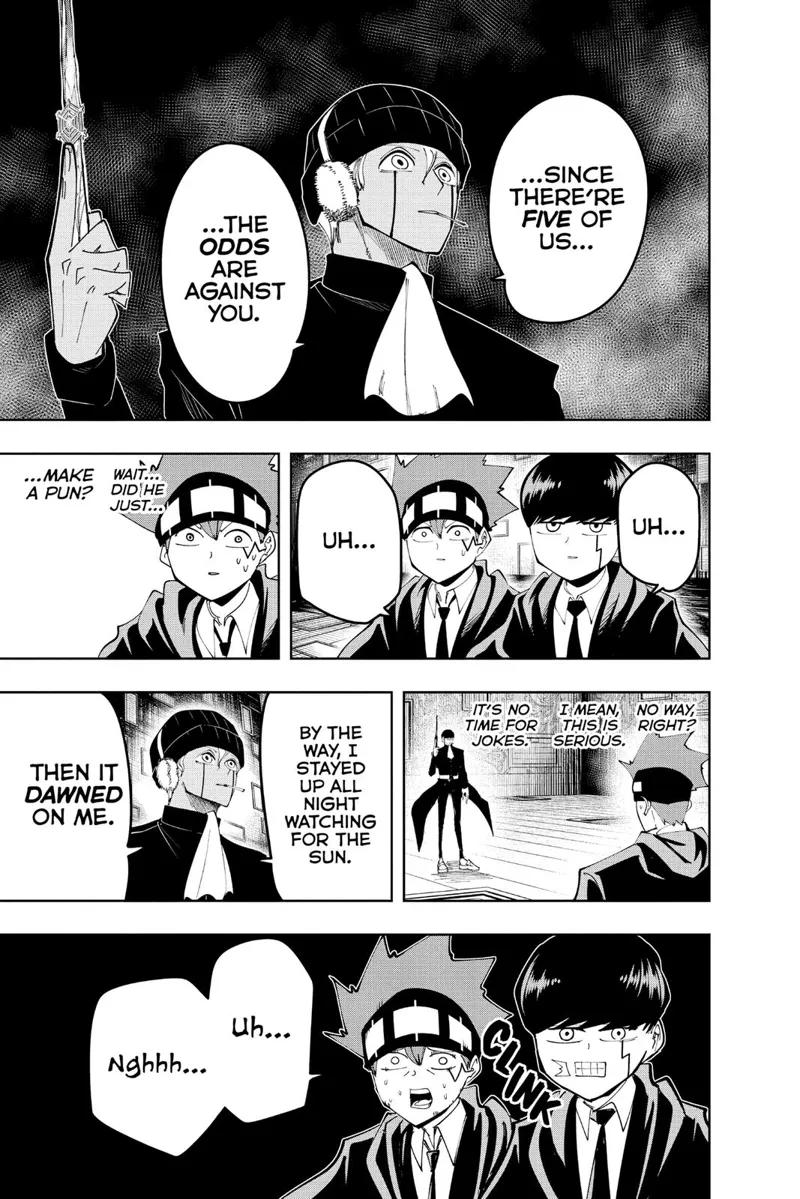 ...SINCE
THERE'RE
FIVE OF
US...
...THE
ODDS
ARE
AGAINST
YOU.
UH...
UH...
WAIT...
DID HE
JUST...
...MAKE
A PUN?
NO WAY,
RIGHT?
I MEAN,
THIS IS
SERIOUS.
IT'S NO
TIME FOR
JOKES.
BY THE
WAY, I
STAYED
UP ALL
NIGHT
WATCHING
FOR THE
SUN.
THEN IT
DAWNED
ON ME.
CLINK
Uh...
Nghhh...